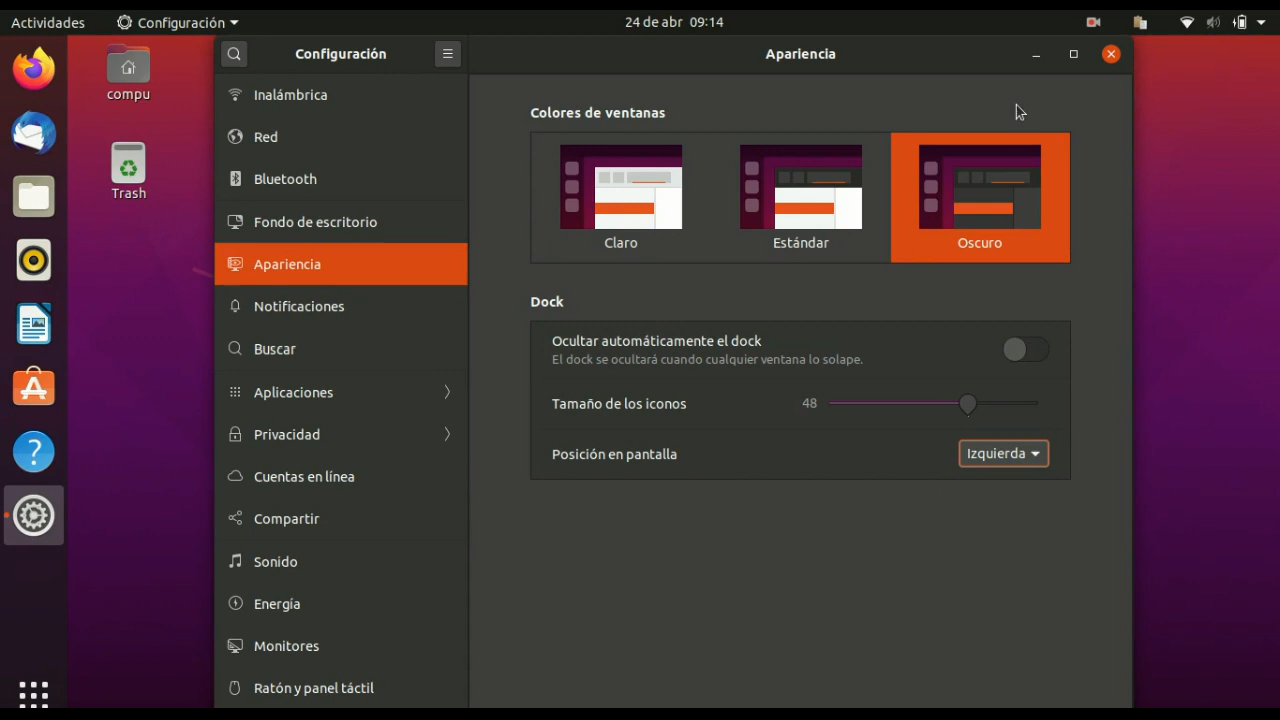 Actividades
Configuración
24 de abr 09:14
compu
Trash
Configuración
Apariencia
Inalámbrica
Red
Bluetooth
Fondo de escritorio
Apariencia
Notificaciones
Buscar
Aplicaciones
Privacidad
Cuentas en línea
Compartir
Sonido
Energía
Monitores
Ratón y panel táctil
Colores de ventanas
Claro
Estándar
Oscuro
Dock
Ocultar automáticamente el dock
El dock se ocultará cuando cualquier ventana lo solape.
Tamaño de los iconos 48
Posición en pantalla Izquierda